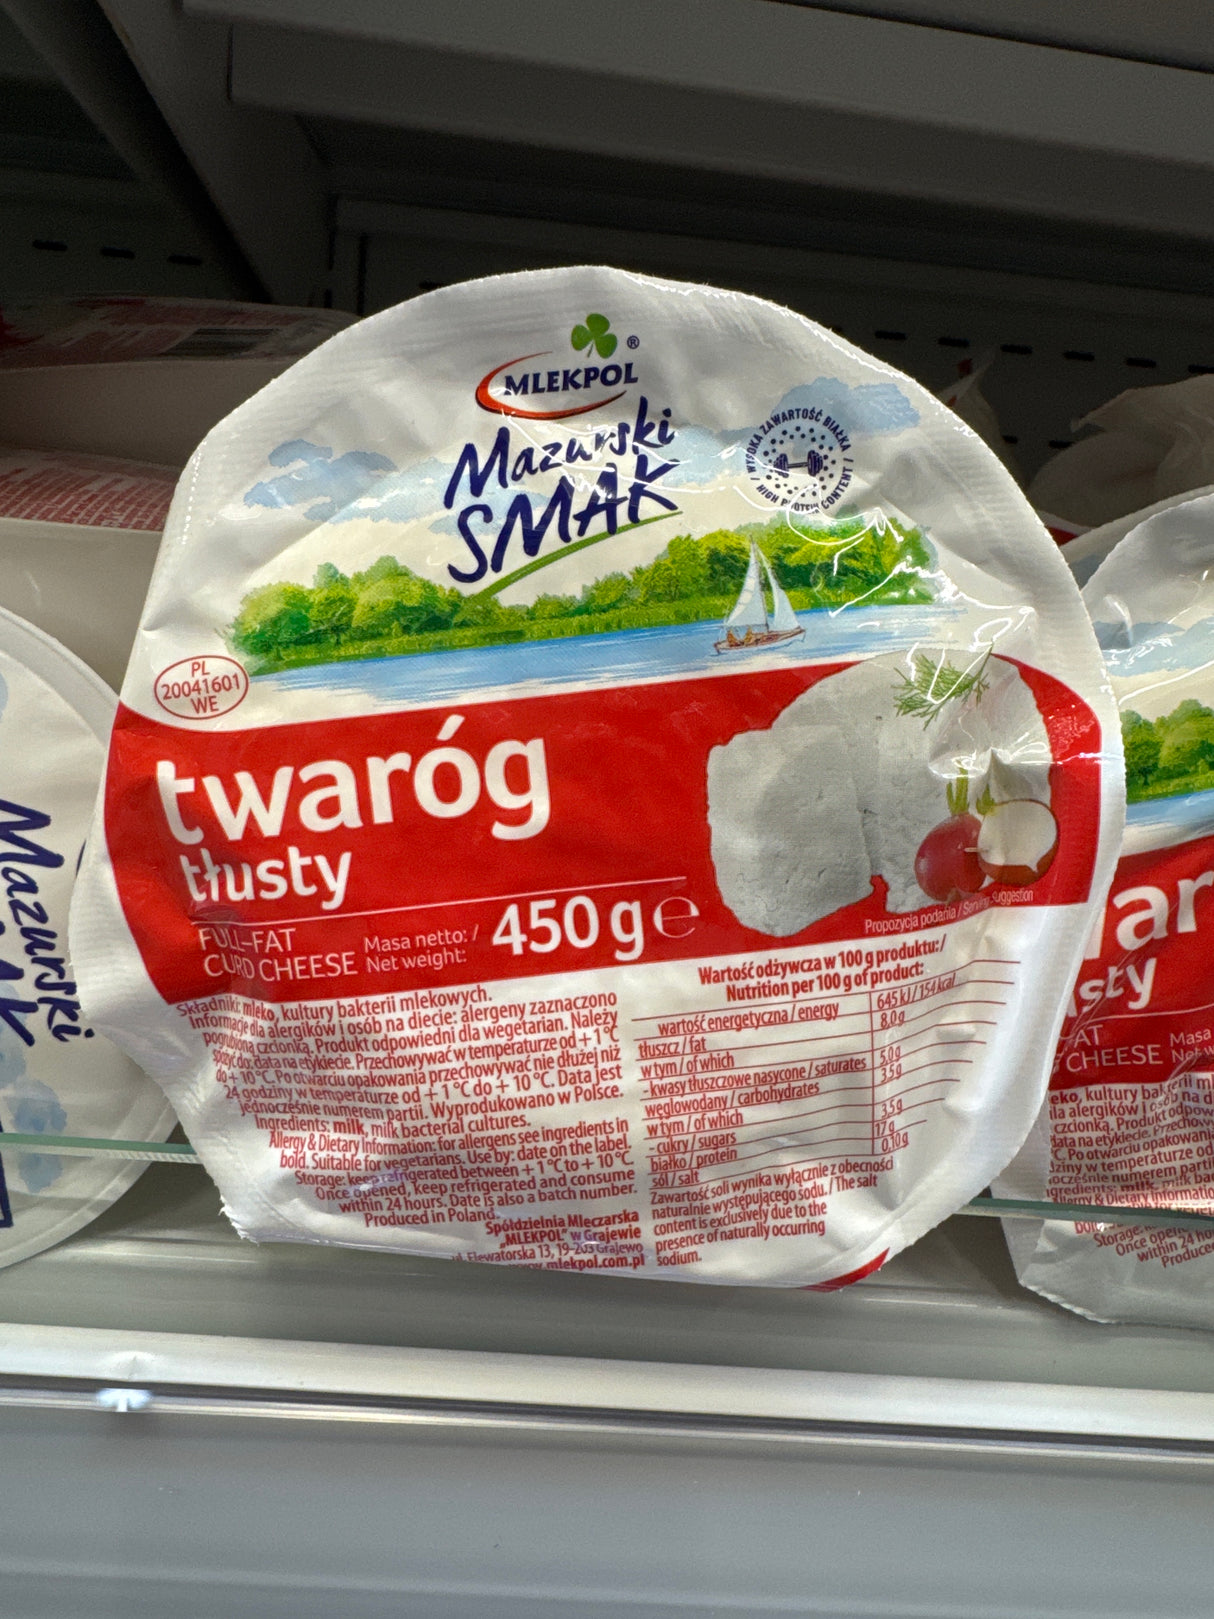 MLEKPOL ®
Mazurski
SMAK
WYSOKA ZAWARTOŚĆ BIAŁKA / HIGH PROTEIN CONTENT /
PL
20041601
WE
twaróg
tłusty
FULL-FAT
CURD CHEESE
Masa netto: /
Net weight:
450 g e
Propozycja podania / Serving Suggestion
Składniki: mleko, kultury bakterii mlekowych.
Informacje dla alergików i osób na diecie: alergeny zaznaczono
pogrubioną czcionką. Produkt odpowiedni dla wegetarian. Należy
spożyć do: data na etykiecie. Przechowywać w temperaturze od + 1 °C
do + 10 °C. Po otwarciu opakowania przechowywać nie dłużej niż
24 godziny w temperaturze od + 1 °C do + 10 °C. Data jest
jednocześnie numerem partii. Wyprodukowano w Polsce.
Ingredients: milk, milk bacterial cultures.
Allergy & Dietary Information: for allergens see ingredients in
bold. Suitable for vegetarians. Use by: date on the label.
Storage: keep refrigerated between + 1 °C to + 10 °C.
Once opened, keep refrigerated and consume
within 24 hours. Date is also a batch number.
Produced in Poland.
Spółdzielnia Mleczarska
„MLEKPOL” w Grajewie
ul. Elewatorska 13, 19-203 Grajewo
www.mlekpol.com.pl
Wartość odżywcza w 100 g produktu: /
Nutrition per 100 g of product:
wartość energetyczna / energy 645 kJ / 154 kcal
tłuszcz / fat 8,0 g
w tym / of which
- kwasy tłuszczowe nasycone / saturates 5,0 g
węglowodany / carbohydrates 3,5 g
w tym / of which
- cukry / sugars 3,5 g
białko / protein 17 g
sól / salt 0,10 g
Zawartość soli wynika wyłącznie z obecności
naturalnie występującego sodu. / The salt
content is exclusively due to the
presence of naturally occurring
sodium.
Mazurski